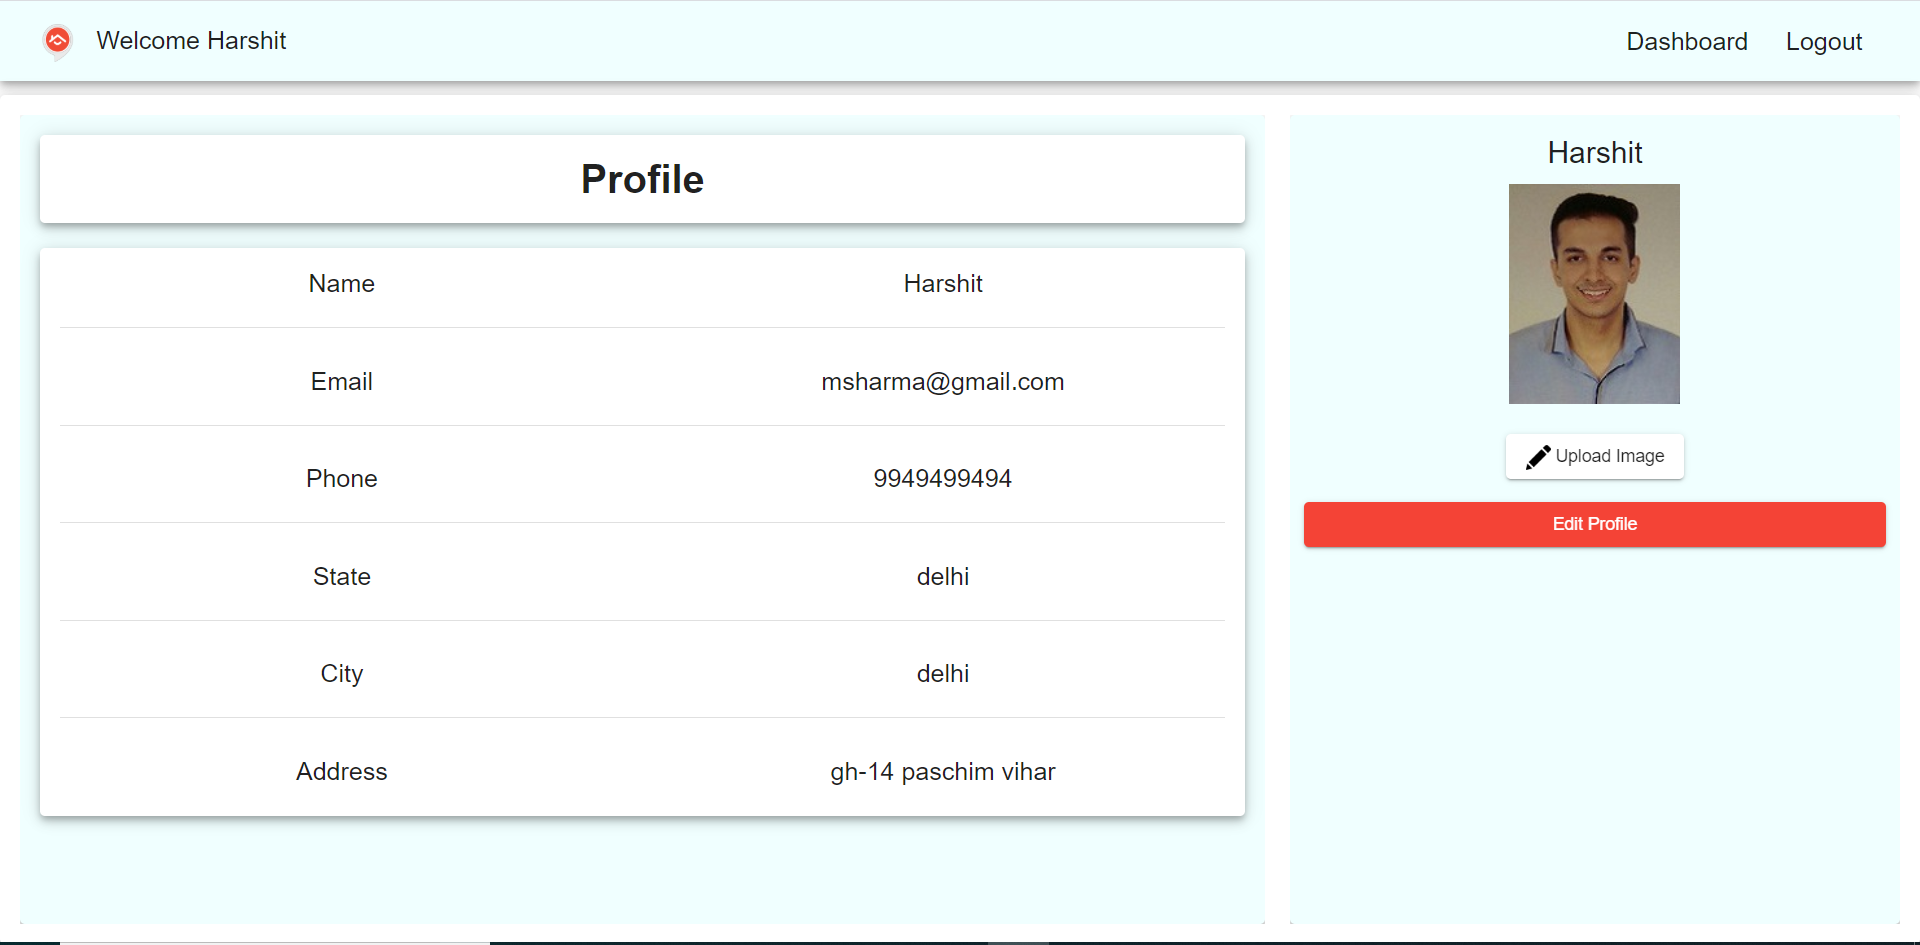 Welcome Harshit
Dashboard
Logout
Profile
Name Harshit
Email msharma@gmail.com
Phone 9949499494
State delhi
City delhi
Address gh-14 paschim vihar
Harshit
Upload Image
Edit Profile